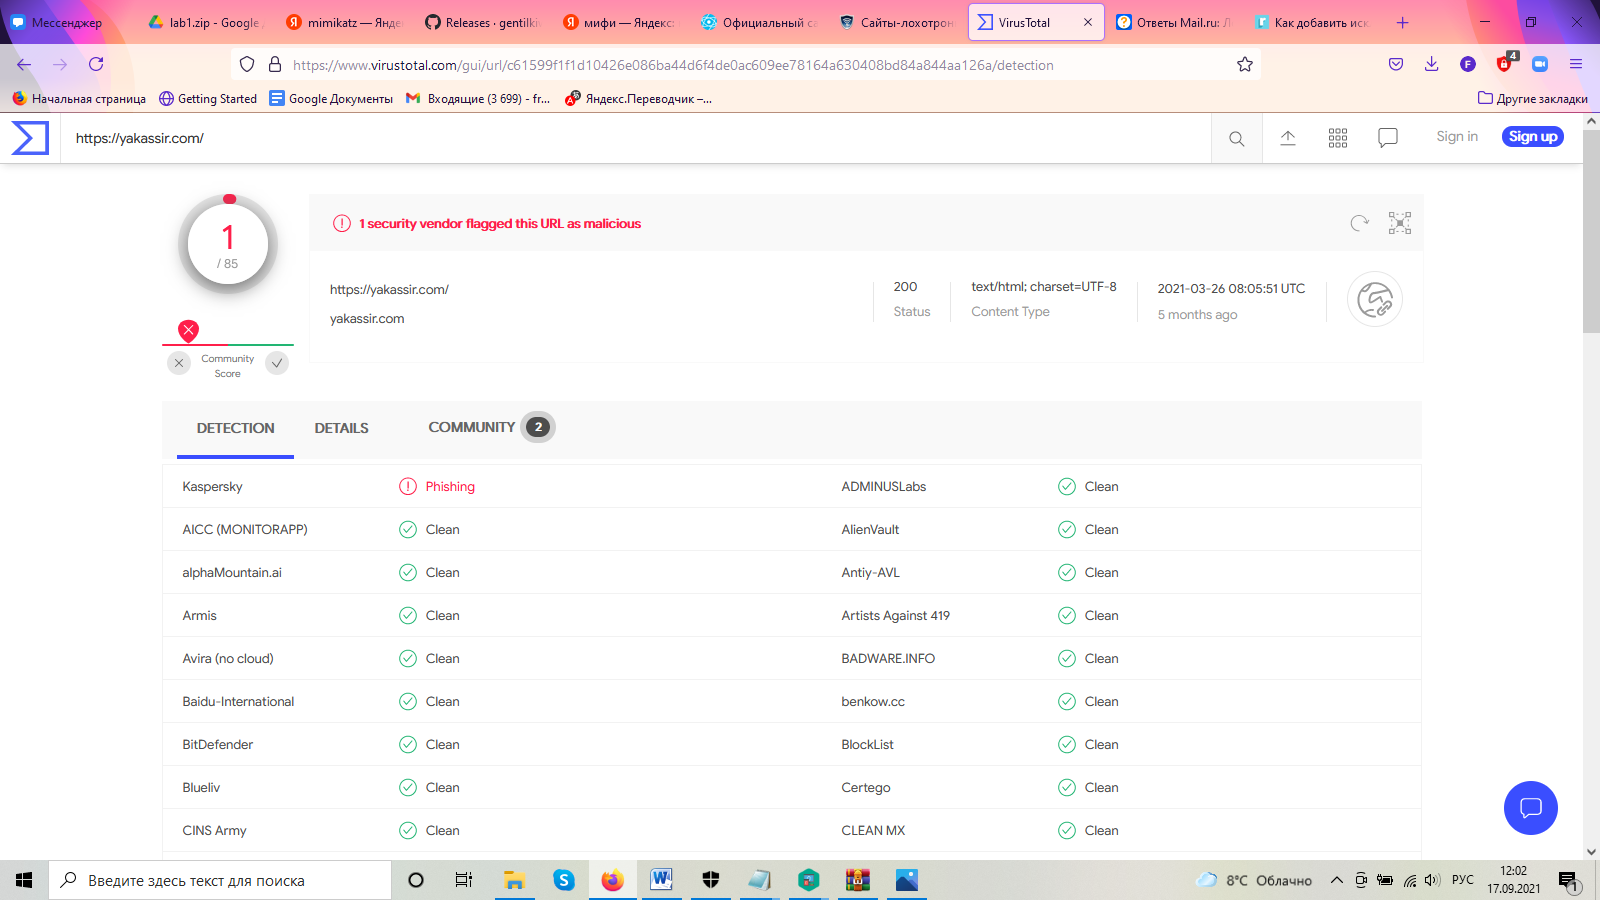 Мессенджер
lab1.zip - Google
mimikatz — Янде
Releases · gentilki
мифи — Яндекс:
Официальный са
Сайты-лохотрон
VirusTotal
Ответы Mail.ru: Л
Как добавить иск
https://www.virustotal.com/gui/url/c61599f1f1d10426e086ba44d6f4de0ac609ee78164a630408bd84a844aa126a/detection
4
Начальная страница
Getting Started
Google Документы
Входящие (3 699) - fr...
Яндекс.Переводчик –...
Другие закладки
https://yakassir.com/
Sign in
Sign up
1
/ 85
Community
Score
1 security vendor flagged this URL as malicious
https://yakassir.com/
yakassir.com
200
Status
text/html; charset=UTF-8
Content Type
2021-03-26 08:05:51 UTC
5 months ago
DETECTION
DETAILS
COMMUNITY 2
Kaspersky Phishing ADMINUSLabs Clean
AICC (MONITORAPP) Clean AlienVault Clean
alphaMountain.ai Clean Antiy-AVL Clean
Armis Clean Artists Against 419 Clean
Avira (no cloud) Clean BADWARE.INFO Clean
Baidu-International Clean benkow.cc Clean
BitDefender Clean BlockList Clean
Blueliv Clean Certego Clean
CINS Army Clean CLEAN MX Clean
Введите здесь текст для поиска
8°C Облачно
РУС
12:02
17.09.2021
1